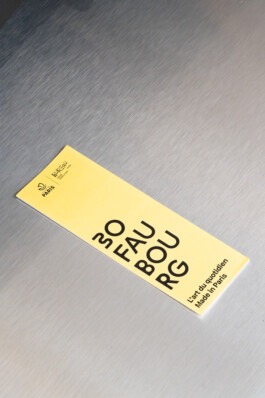 PARIS
30
FAU
BOU
RG
L'art du quotidien
Made in Paris